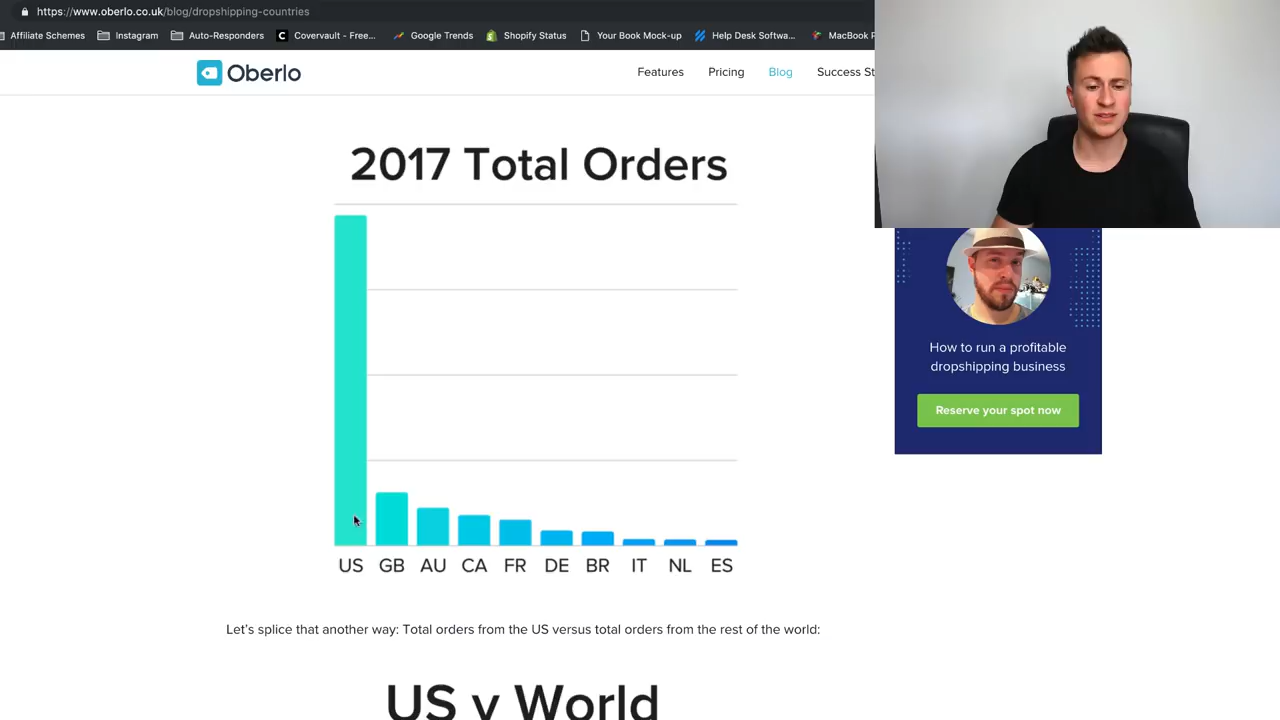 https://www.oberlo.co.uk/blog/dropshipping-countries
Affiliate Schemes Instagram Auto-Responders Covervault - Free... Google Trends Shopify Status Your Book Mock-up Help Desk Softwa... MacBook
Oberlo
Features Pricing Blog Success St
2017 Total Orders
US GB AU CA FR DE BR IT NL ES
How to run a profitable
dropshipping business
Reserve your spot now
Let’s splice that another way: Total orders from the US versus total orders from the rest of the world:
US v World